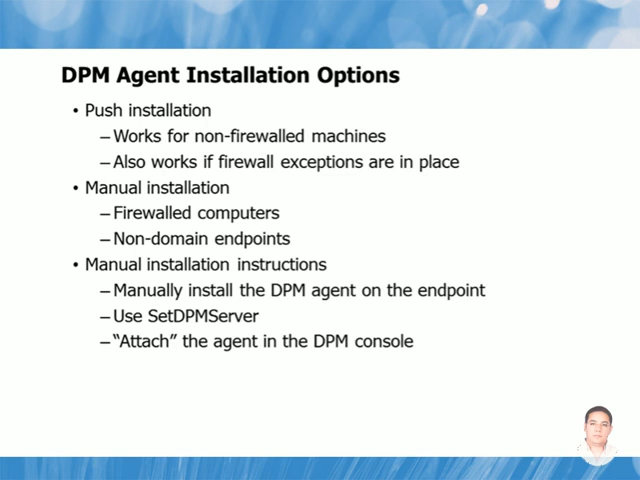 DPM Agent Installation Options
• Push installation
– Works for non-firewalled machines
– Also works if firewall exceptions are in place
• Manual installation
– Firewalled computers
– Non-domain endpoints
• Manual installation instructions
– Manually install the DPM agent on the endpoint
– Use SetDPMServer
– “Attach” the agent in the DPM console